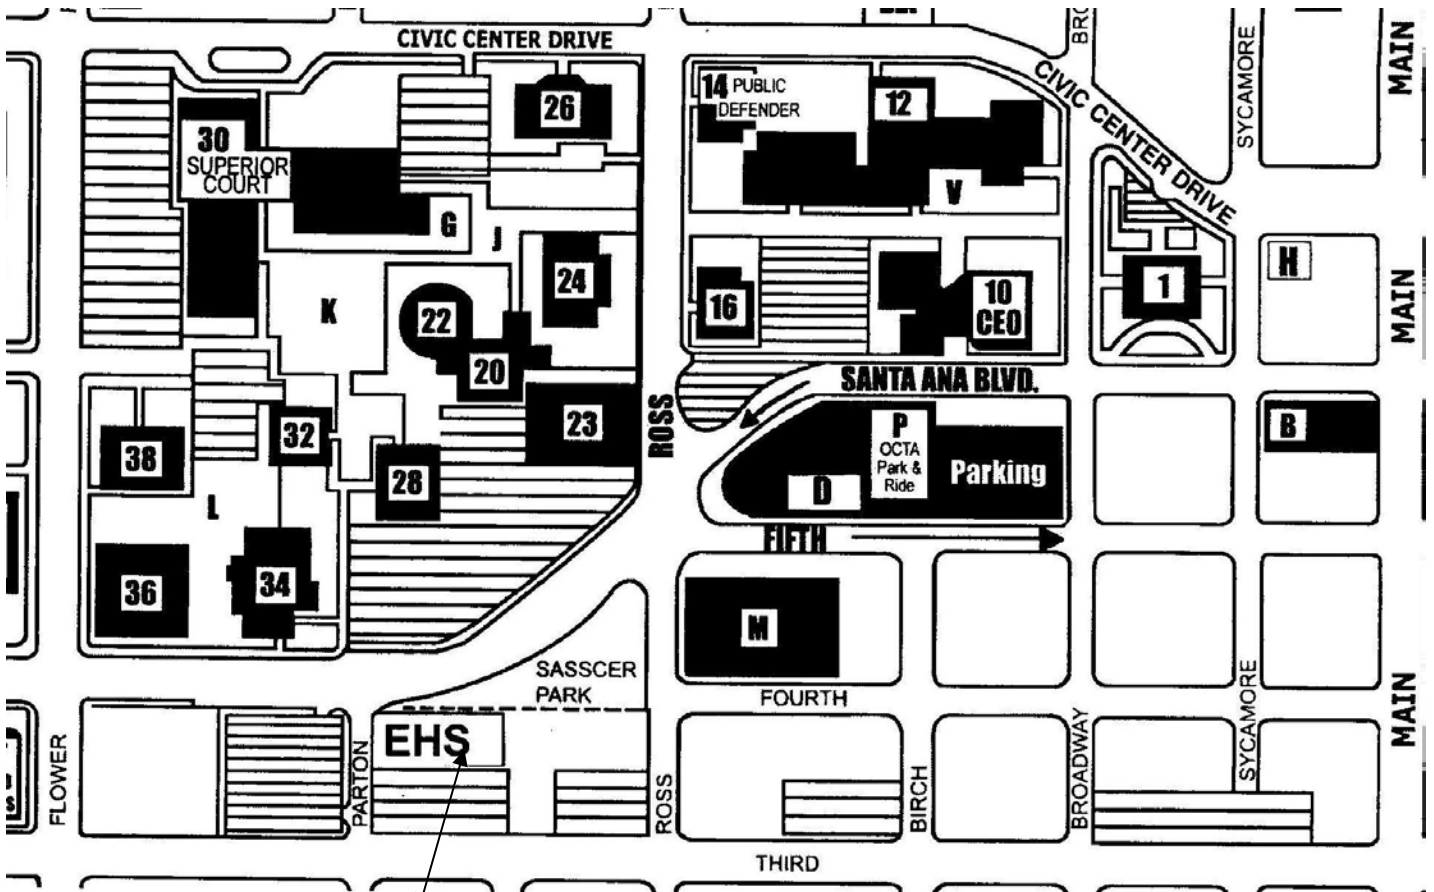 CIVIC CENTER DRIVE
MAIN
SYCAMORE
CIVIC CENTER DRIVE
14 PUBLIC
DEFENDER
12
26
30
SUPERIOR
COURT
G
J
V
24
16
10
CEO
1
H
MAIN
K
22
20
SANTA ANA BLVD.
ROSS
23
32
38
28
P
OCTA
Park &
Ride
Parking
D
B
L
FIFTH
36
34
M
SASSCER
PARK
FOURTH
EHS
FLOWER
PARTON
ROSS
BIRCH
BROADWAY
SYCAMORE
MAIN
THIRD